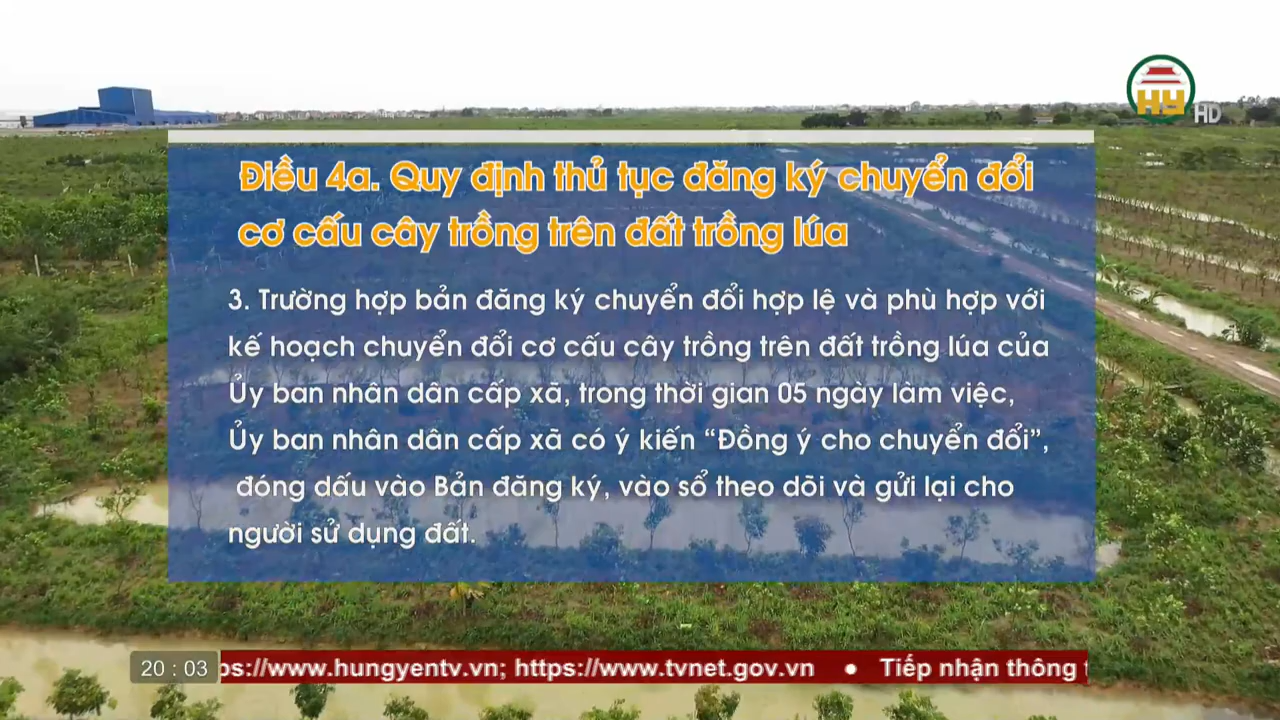 HY HD
Điều 4a. Quy định thủ tục đăng ký chuyển đổi
cơ cấu cây trồng trên đất trồng lúa
3. Trường hợp bản đăng ký chuyển đổi hợp lệ và phù hợp với
kế hoạch chuyển đổi cơ cấu cây trồng trên đất trồng lúa của
Ủy ban nhân dân cấp xã, trong thời gian 05 ngày làm việc,
Ủy ban nhân dân cấp xã có ý kiến “Đồng ý cho chuyển đổi”,
đóng dấu vào Bản đăng ký, vào sổ theo dõi và gửi lại cho
người sử dụng đất.
20 : 03 ps://www.hungyentv.vn; https://www.tvnet.gov.vn ● Tiếp nhận thông